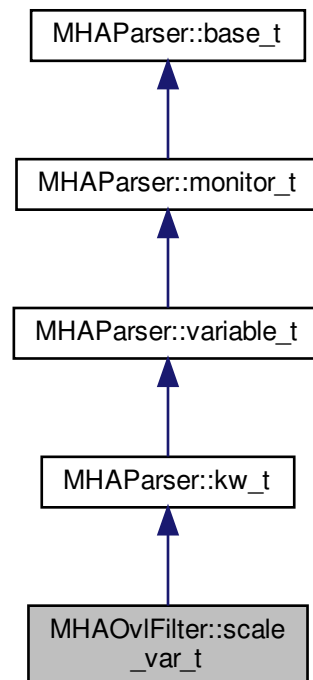 MHAParser::base_t
MHAParser::monitor_t
MHAParser::variable_t
MHAParser::kw_t
MHAOvlFilter::scale
_var_t